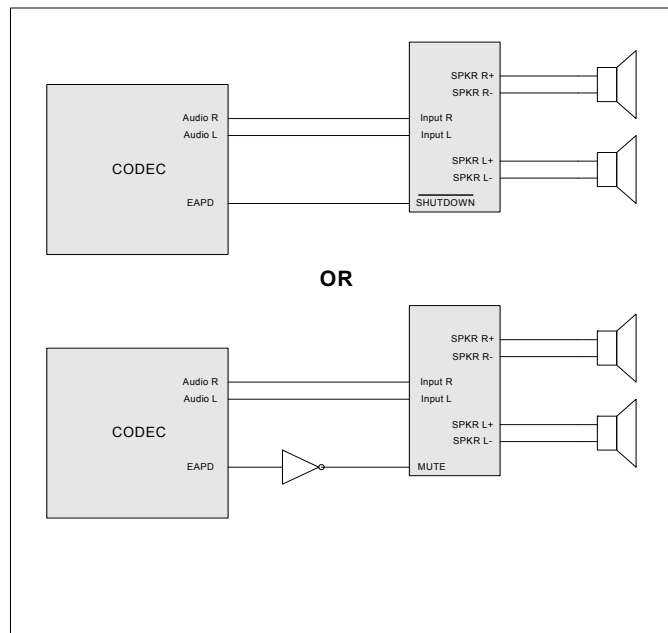 SPKR R+
SPKR R-
Audio R
Input R
Audio L
Input L
CODEC
SPKR L+
SPKR L-
EAPD
SHUTDOWN
OR
SPKR R+
SPKR R-
Audio R
Input R
Audio L
Input L
CODEC
SPKR L+
SPKR L-
EAPD
MUTE